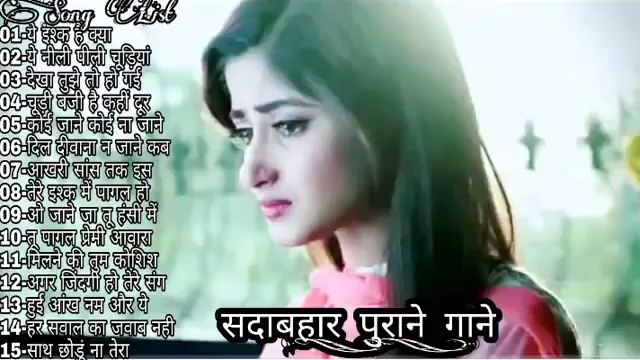 Song List
01-ये इश्क हे क्या
02-ये नीली पीली चूड़ियां
03-देखा तुझे तो हो गई
04-चूड़ी बजी है कहीं दूर
05-कोई जाने कोई ना जाने
06-दिल दीवाना न जाने कब
07-आखरी सांस तक इस
08-तेरे इश्क में पागल हो
09-ओ जाने जा तू हंसी में
10-तू पागल प्रेमी आवारा
11-मिलने की तुम कोशिश
12-अगर जिंदगी हो तेरे संग
13-हुई आंख नम और ये
14-हर सवाल का जवाब नही
15-साथ छोड़ूं ना तेरा
सदाबहार पुराने गाने